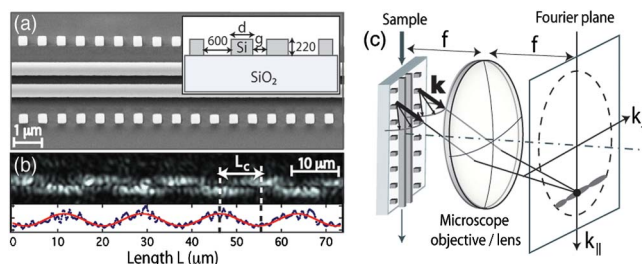 (a)
d
600
Si
g
220
SiO₂
1 μm
(b)
Lc
10 μm
0 10 20 30 40 50 60 70
Length L (μm)
(c)
Sample
f
f
Fourier plane
k
k
Microscope
objective / lens
k||